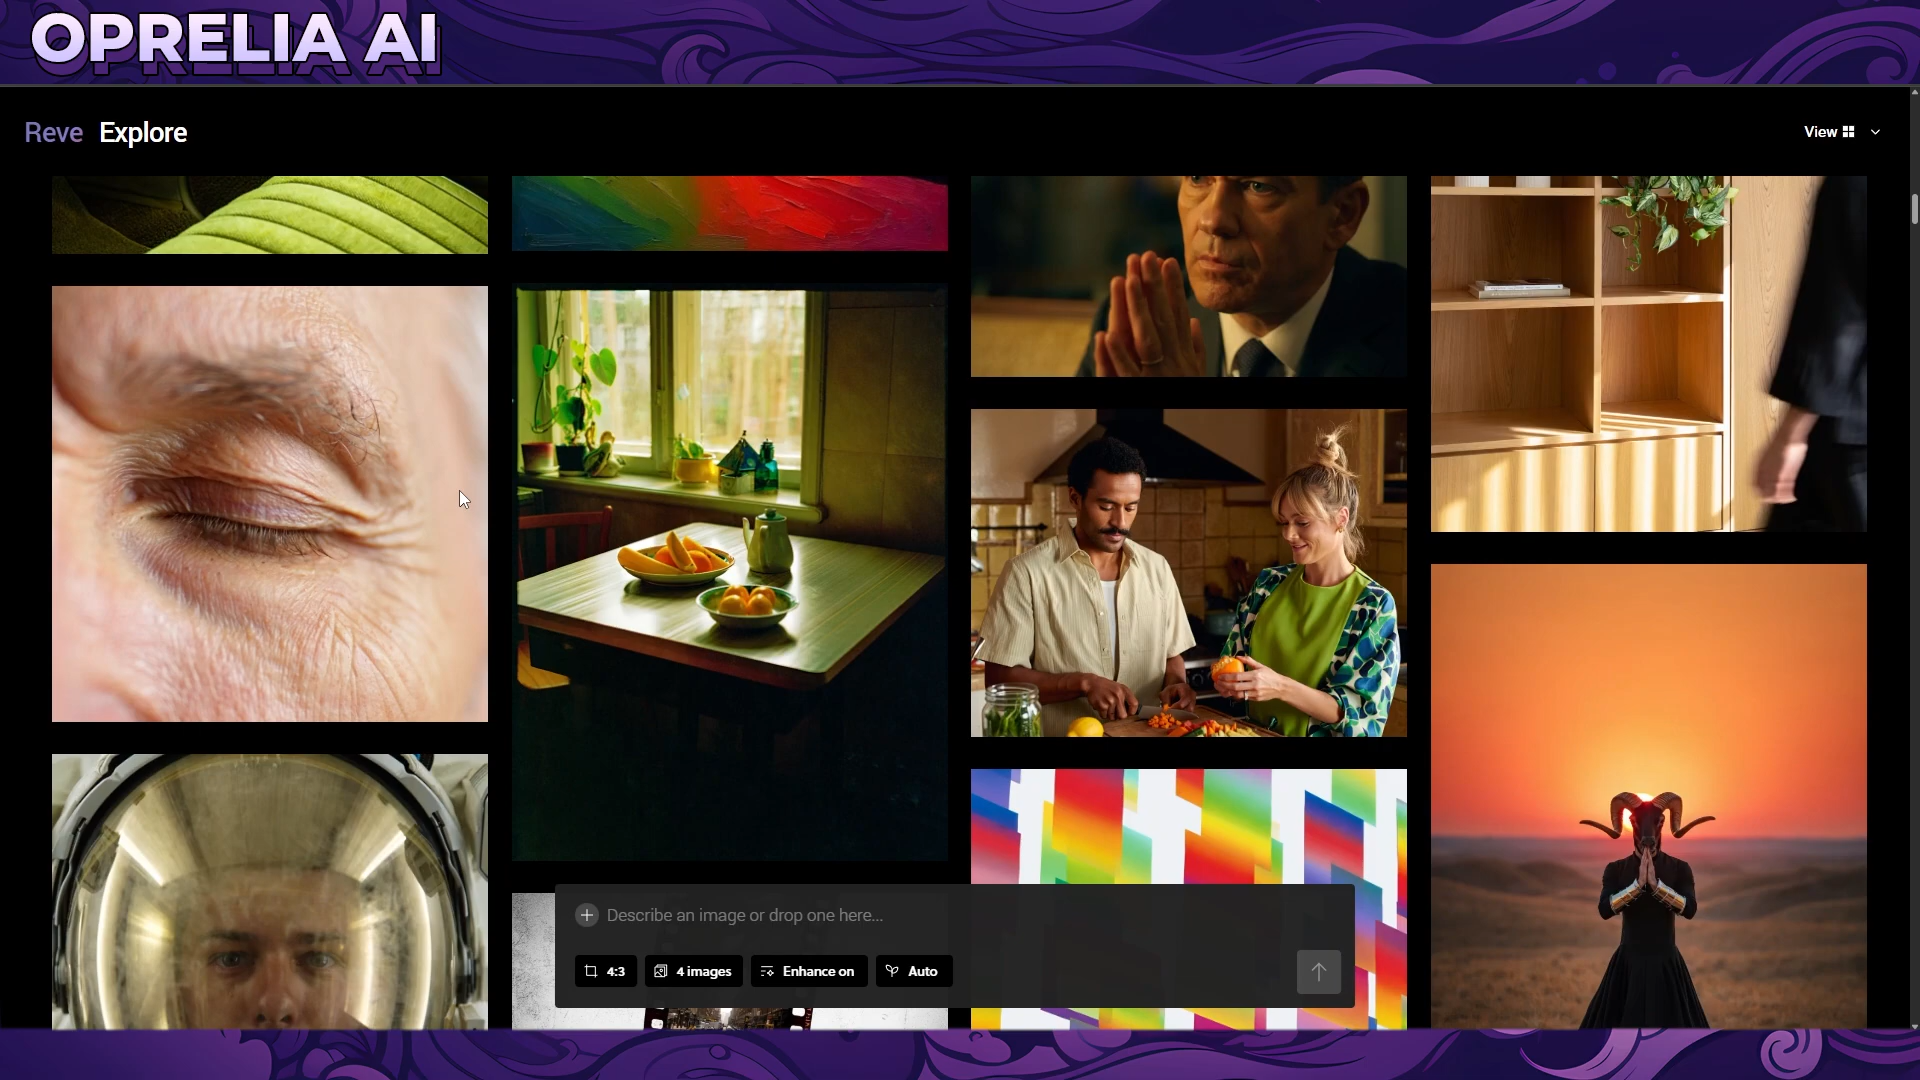 OPRELIA AI
Reve Explore
View
Describe an image or drop one here...
4:3
4 images
Enhance on
Auto